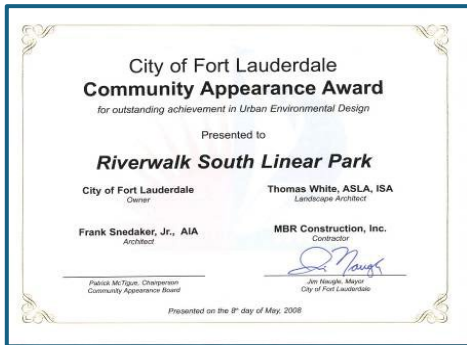 City of Fort Lauderdale
Community Appearance Award
for outstanding achievement in Urban Environmental Design
Presented to
Riverwalk South Linear Park
City of Fort Lauderdale
Owner
Thomas White, ASLA, ISA
Landscape Architect
Frank Snedaker, Jr., AIA
Architect
MBR Construction, Inc.
Contractor
Patrick McTigue, Chairperson
Community Appearance Board
Jim Naugle, Mayor
City of Fort Lauderdale
Presented on the 8th day of May, 2008